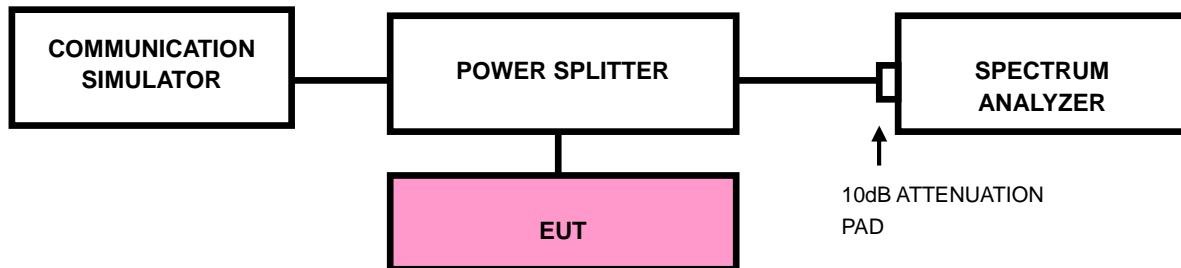 COMMUNICATION
SIMULATOR
POWER SPLITTER
SPECTRUM
ANALYZER
10dB ATTENUATION
PAD
EUT